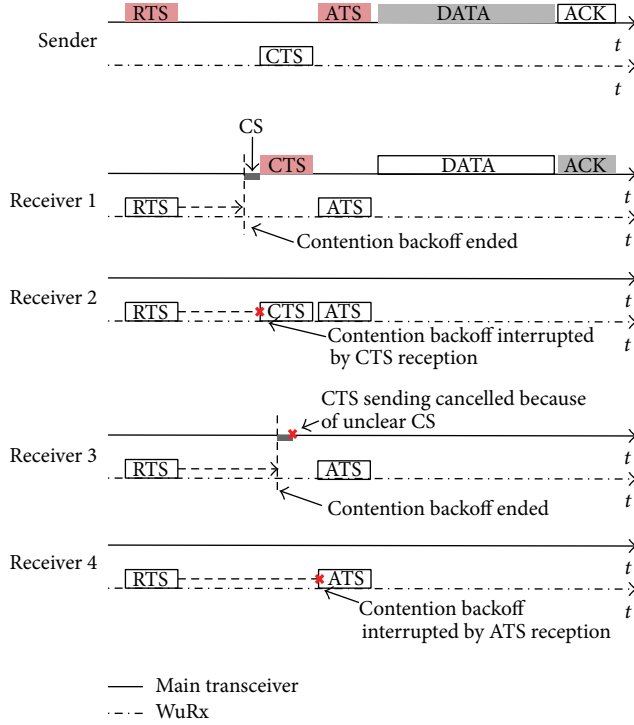 RTS ATS DATA ACK
Sender
t
CTS
t
CS
CTS DATA ACK
t
Receiver 1
RTS ATS
t
Contention backoff ended
t
Receiver 2
RTS CTS ATS
t
Contention backoff interrupted
by CTS reception
CTS sending cancelled because
of unclear CS
t
Receiver 3
RTS ATS
t
Contention backoff ended
t
Receiver 4
RTS ATS
t
Contention backoff
interrupted by ATS reception
Main transceiver
WuRx